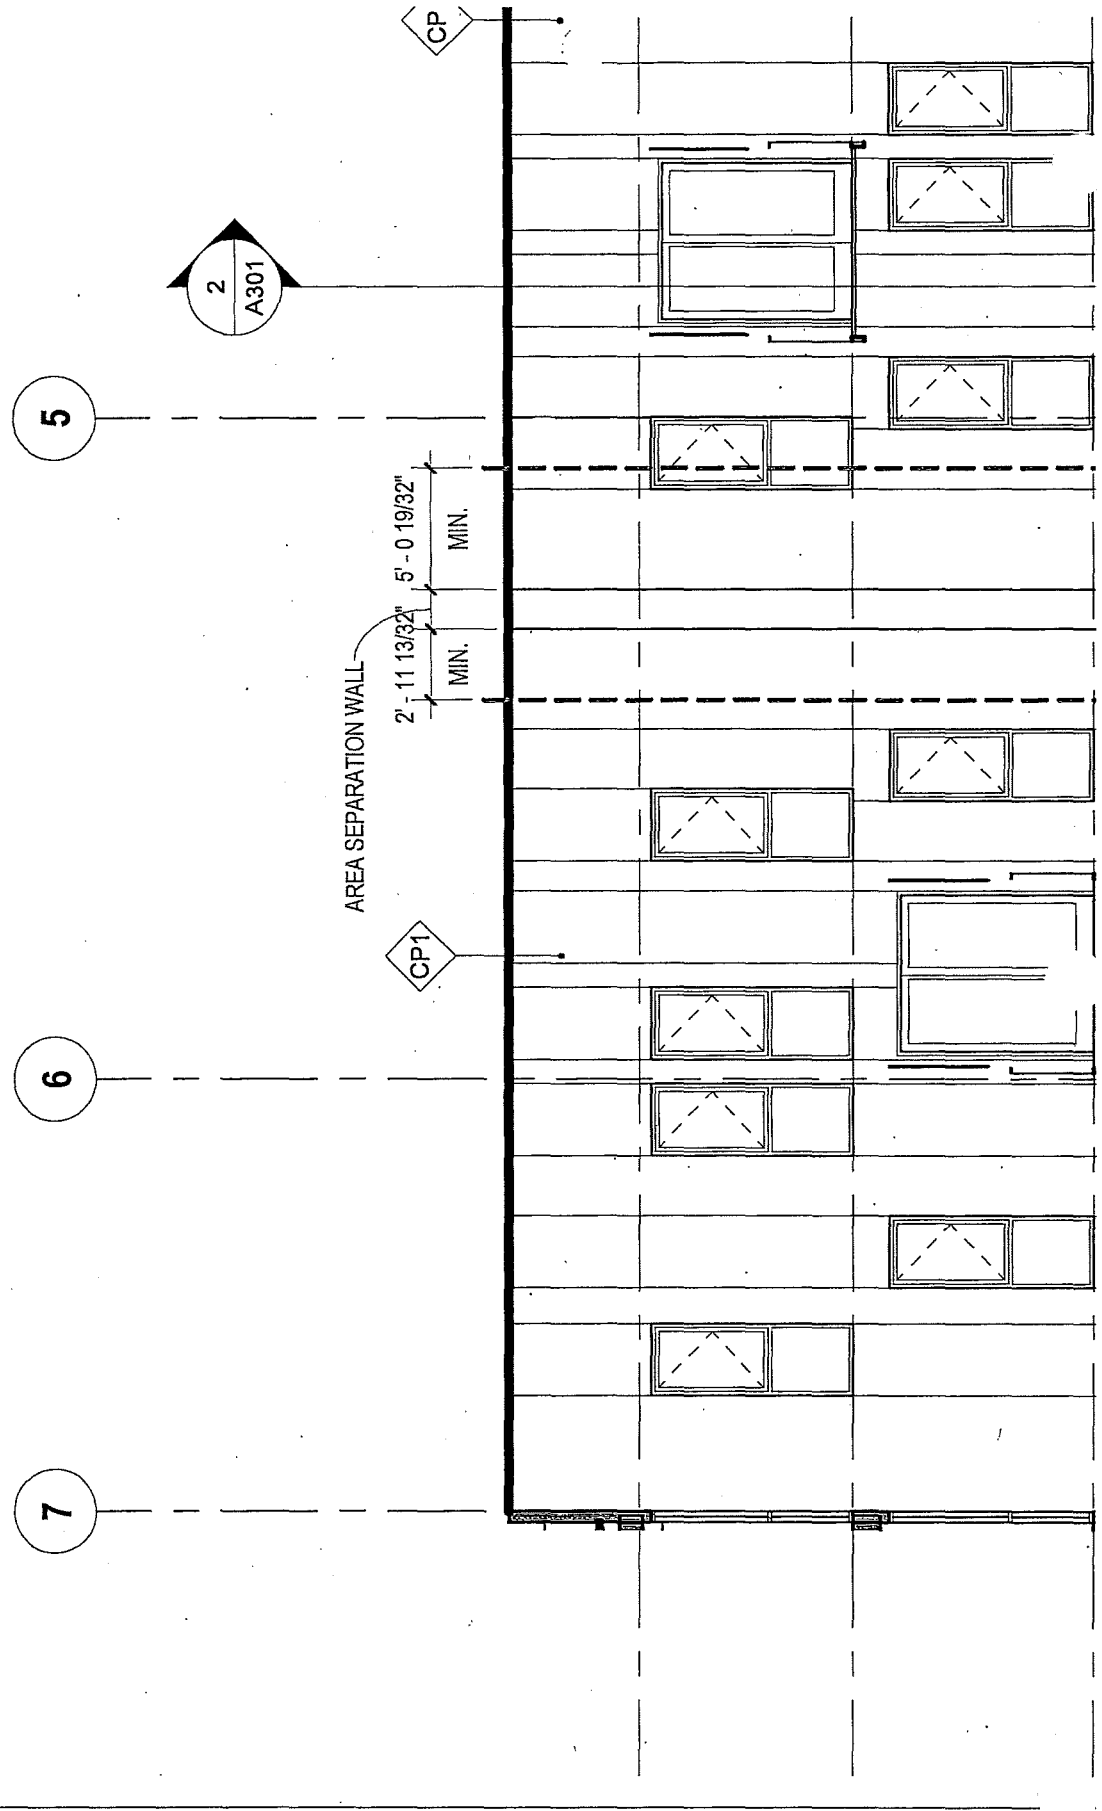 7
6
5
2
A301
AREA SEPARATION WALL
2' - 11 13/32"
5' - 0 19/32"
MIN.
MIN.
CP1
CP